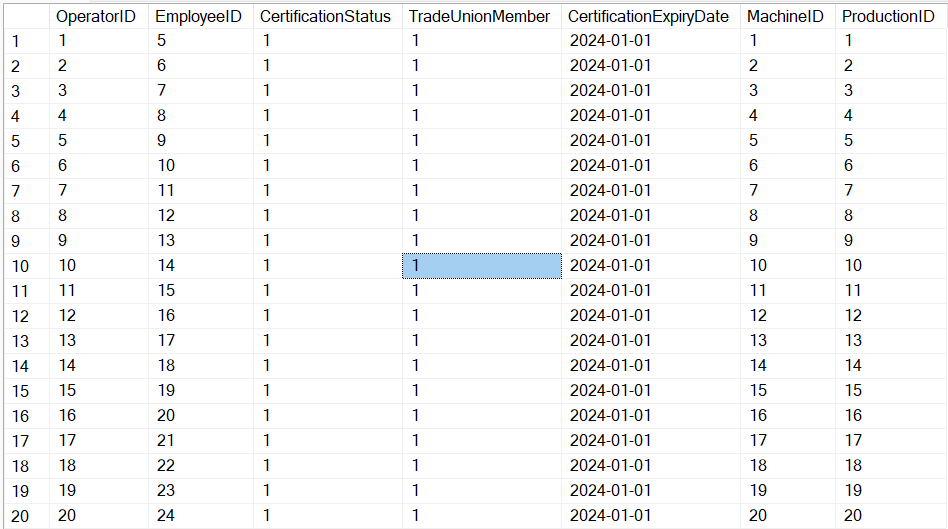 OperatorID EmployeeID CertificationStatus TradeUnionMember CertificationExpiryDate MachineID ProductionID
1 1 5 1 1 2024-01-01 1 1
2 2 6 1 1 2024-01-01 2 2
3 3 7 1 1 2024-01-01 3 3
4 4 8 1 1 2024-01-01 4 4
5 5 9 1 1 2024-01-01 5 5
6 6 10 1 1 2024-01-01 6 6
7 7 11 1 1 2024-01-01 7 7
8 8 12 1 1 2024-01-01 8 8
9 9 13 1 1 2024-01-01 9 9
10 10 14 1 1 2024-01-01 10 10
11 11 15 1 1 2024-01-01 11 11
12 12 16 1 1 2024-01-01 12 12
13 13 17 1 1 2024-01-01 13 13
14 14 18 1 1 2024-01-01 14 14
15 15 19 1 1 2024-01-01 15 15
16 16 20 1 1 2024-01-01 16 16
17 17 21 1 1 2024-01-01 17 17
18 18 22 1 1 2024-01-01 18 18
19 19 23 1 1 2024-01-01 19 19
20 20 24 1 1 2024-01-01 20 20